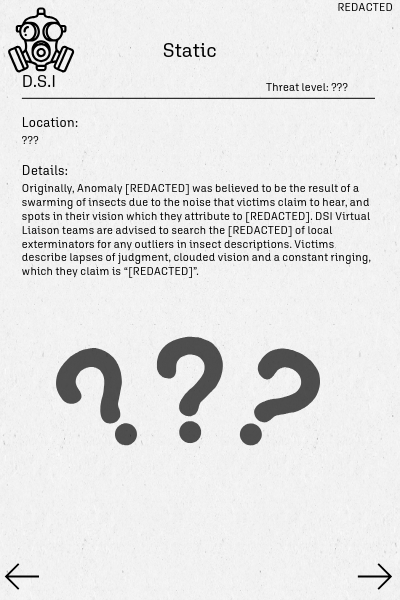 REDACTED
Static
D.S.I
Threat level: ???
Location:
???
Details:
Originally, Anomaly [REDACTED] was believed to be the result of a
swarming of insects due to the noise that victims claim to hear, and
spots in their vision which they attribute to [REDACTED]. DSI Virtual
Liaison teams are advised to search the [REDACTED] of local
exterminators for any outliers in insect descriptions. Victims
describe lapses of judgment, clouded vision and a constant ringing,
which they claim is “[REDACTED]”.
? ? ?